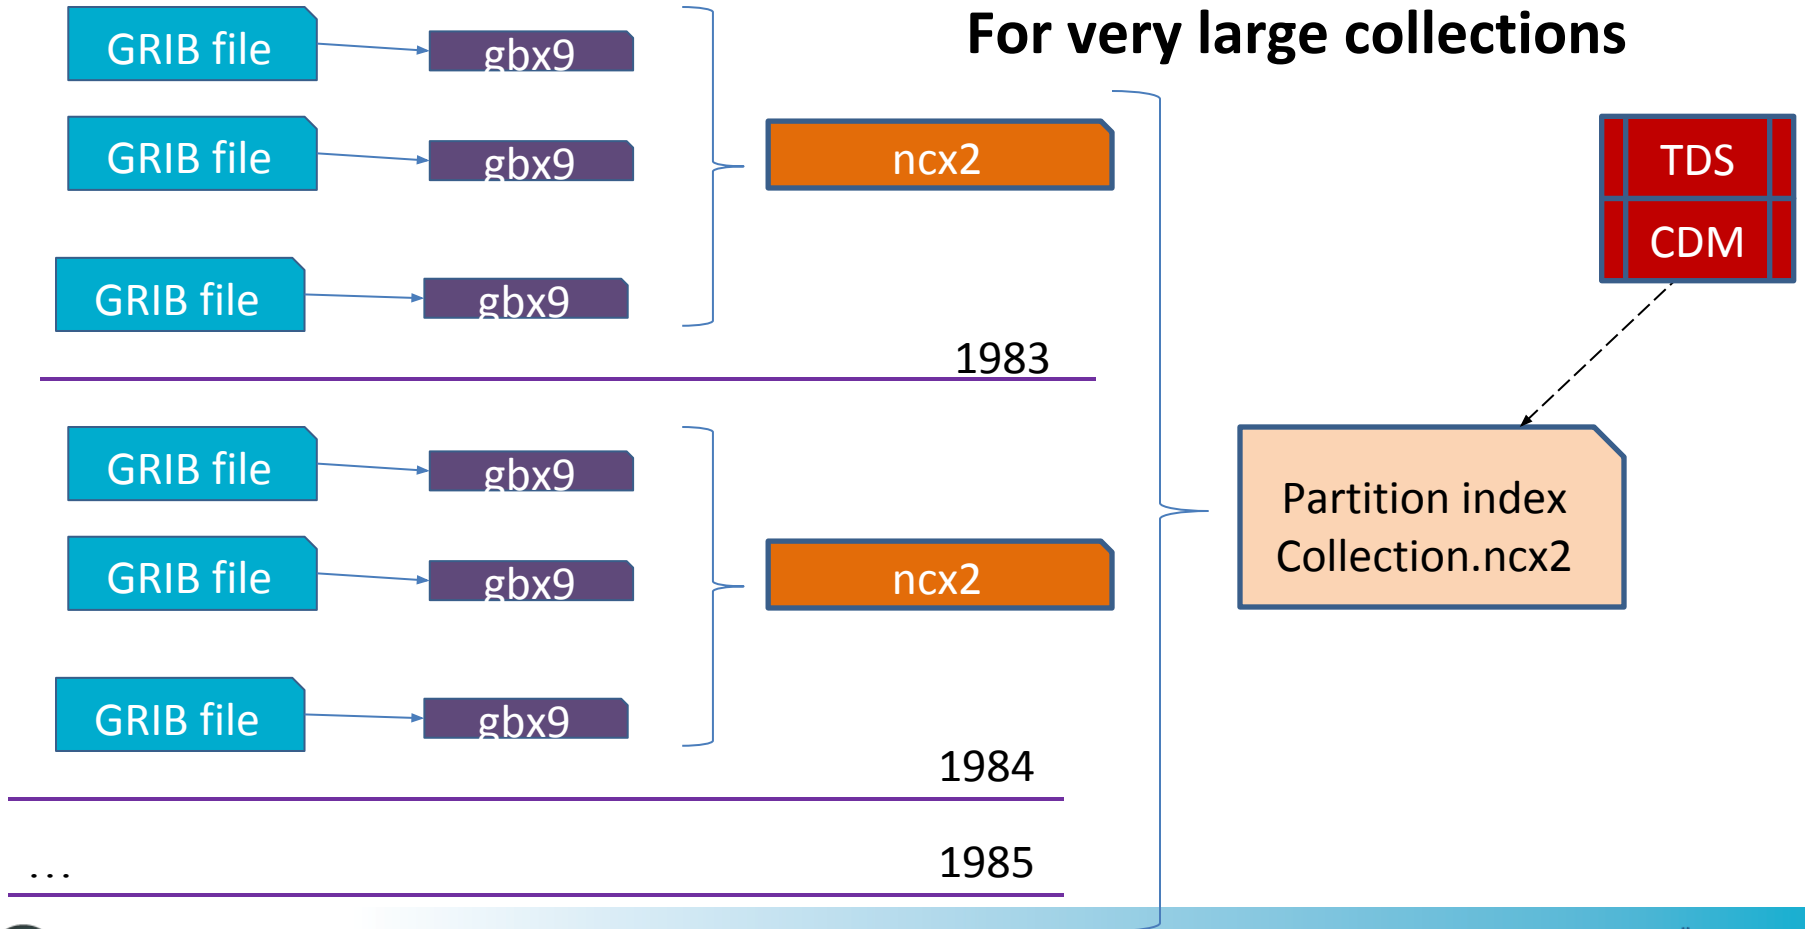 For very large collections
GRIB file
gbx9
GRIB file
gbx9
ncx2
GRIB file
gbx9
1983
TDS
CDM
GRIB file
gbx9
GRIB file
gbx9
ncx2
GRIB file
gbx9
1984
Partition index
Collection.ncx2
...
1985